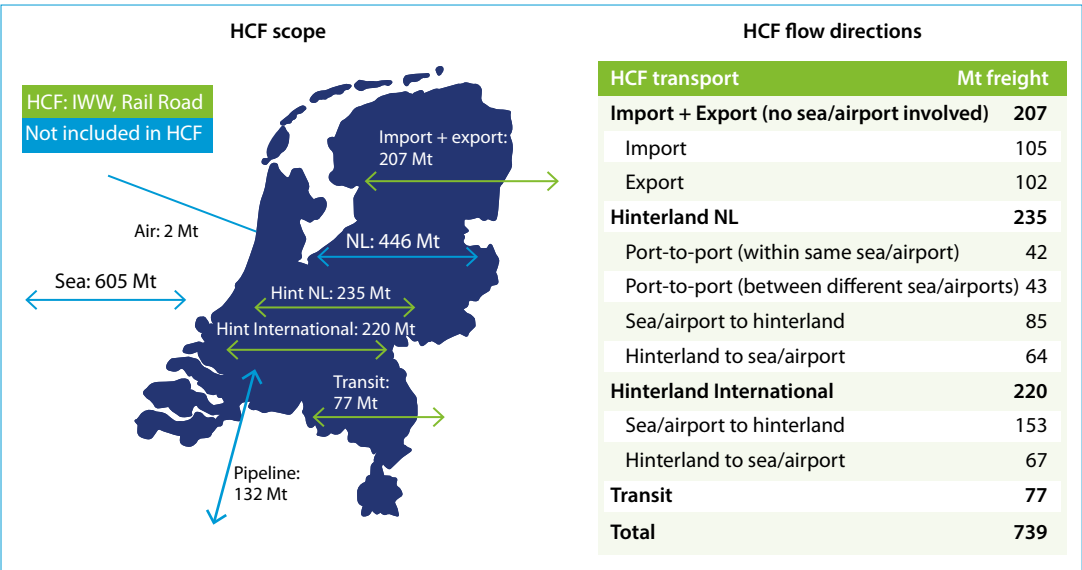 HCF scope
HCF: IWW, Rail Road
Not included in HCF
Import + export:
207 Mt
Air: 2 Mt
NL: 446 Mt
Sea: 605 Mt
Hint NL: 235 Mt
Hint International: 220 Mt
Transit:
77 Mt
Pipeline:
132 Mt
HCF flow directions
HCF transport Mt freight
Import + Export (no sea/airport involved) 207
Import 105
Export 102
Hinterland NL 235
Port-to-port (within same sea/airport) 42
Port-to-port (between different sea/airports) 43
Sea/airport to hinterland 85
Hinterland to sea/airport 64
Hinterland International 220
Sea/airport to hinterland 153
Hinterland to sea/airport 67
Transit 77
Total 739